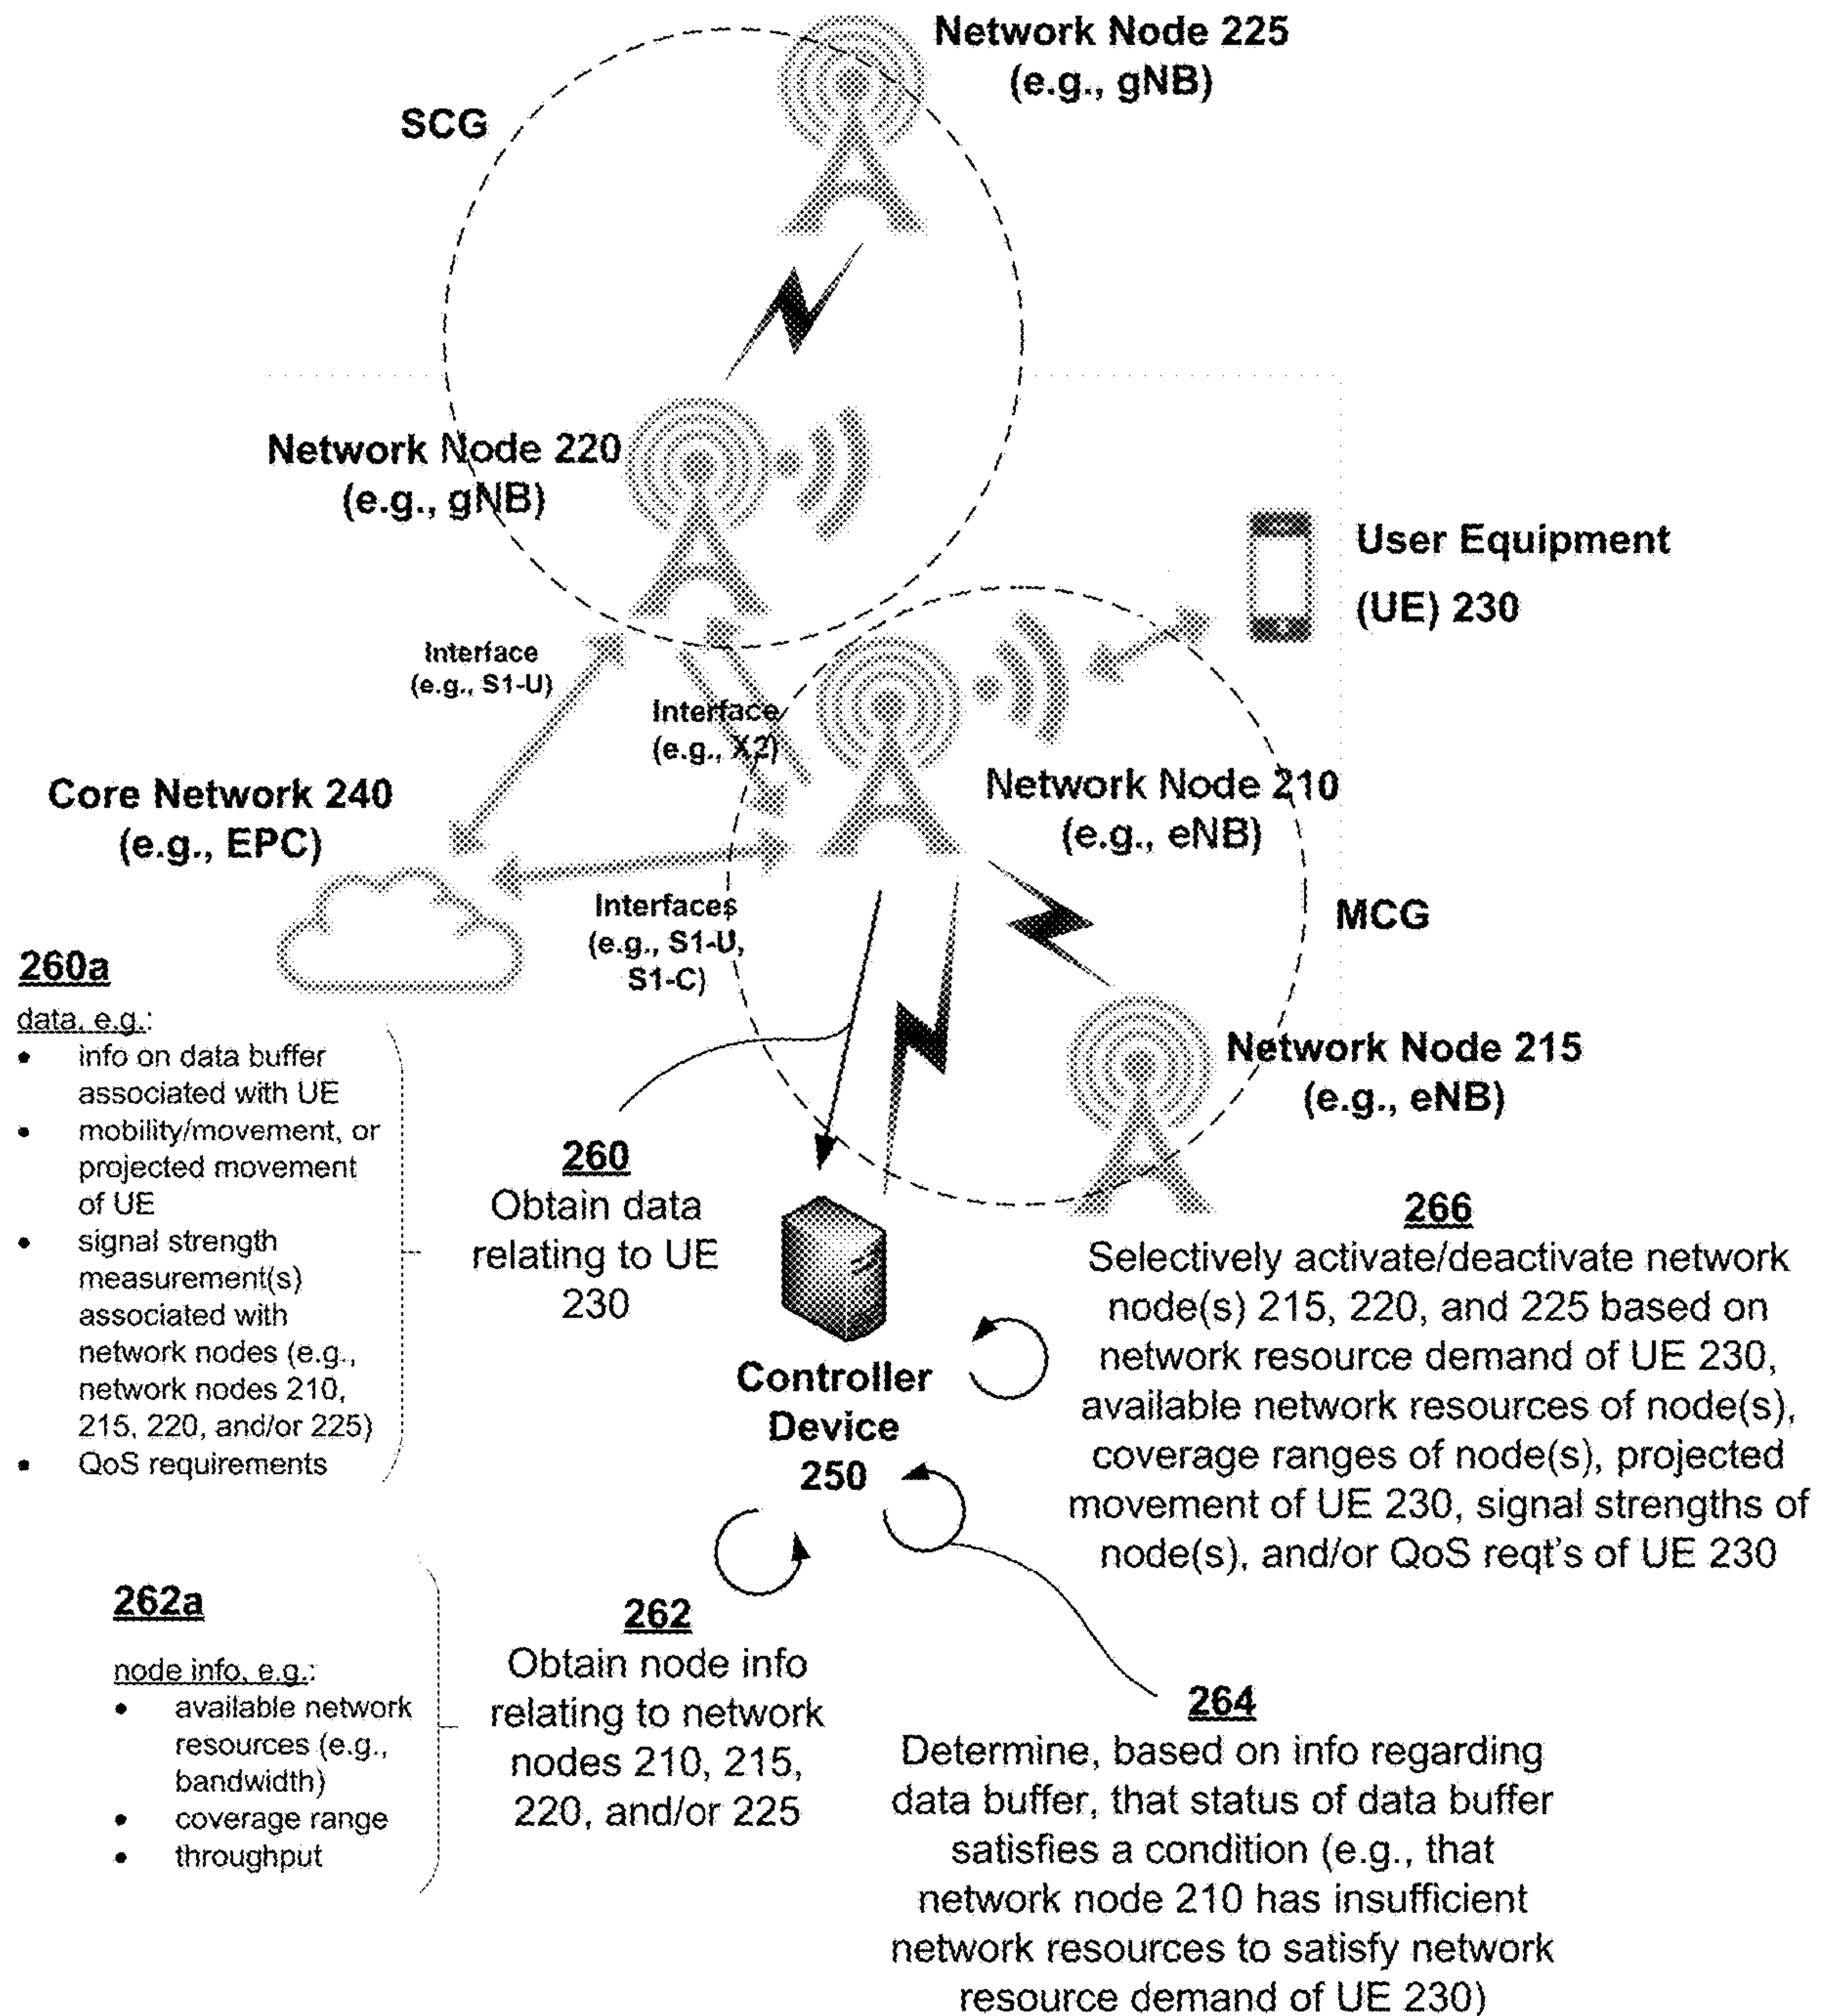 Network Node 225
(e.g., gNB)
SCG
Network Node 220
(e.g., gNB)
User Equipment
(UE) 230
Interface
(e.g., S1-U)
Interface
(e.g., X2)
Core Network 240
(e.g., EPC)
Network Node 210
(e.g., eNB)
Interfaces
(e.g., S1-U,
S1-C)
MCG
Network Node 215
(e.g., eNB)
260a
data, e.g.:
• info on data buffer
associated with UE
• mobility/movement, or
projected movement
of UE
• signal strength
measurement(s)
associated with
network nodes (e.g.,
network nodes 210,
215, 220, and/or 225)
• QoS requirements
260
Obtain data
relating to UE
230
Controller
Device
250
266
Selectively activate/deactivate network
node(s) 215, 220, and 225 based on
network resource demand of UE 230,
available network resources of node(s),
coverage ranges of node(s), projected
movement of UE 230, signal strengths of
node(s), and/or QoS reqt's of UE 230
262a
node info, e.g.:
• available network
resources (e.g.,
bandwidth)
• coverage range
• throughput
262
Obtain node info
relating to network
nodes 210, 215,
220, and/or 225
264
Determine, based on info regarding
data buffer, that status of data buffer
satisfies a condition (e.g., that
network node 210 has insufficient
network resources to satisfy network
resource demand of UE 230)